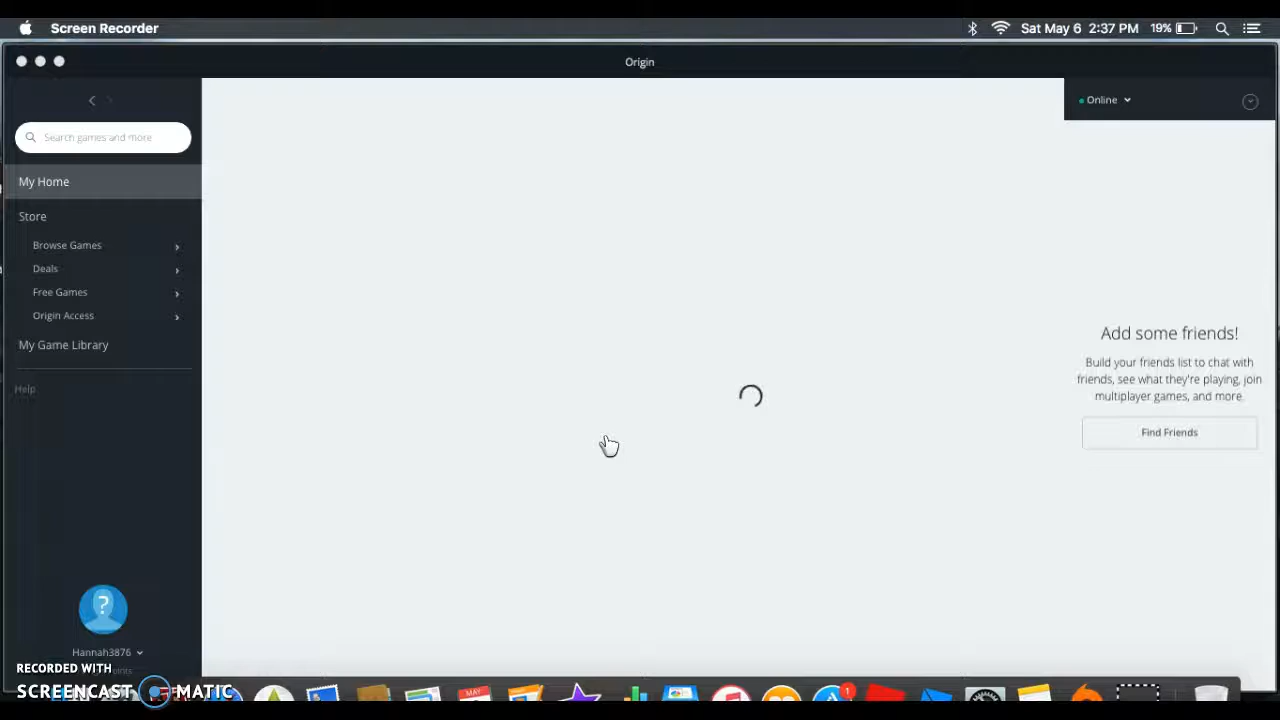 Screen Recorder
Sat May 6 2:37 PM 19%
Origin
Online
Search games and more
My Home
Store
Browse Games
Deals
Free Games
Origin Access
My Game Library
Help
Add some friends!
Build your friends list to chat with
friends, see what they're playing, join
multiplayer games, and more.
Find Friends
?
Hannah3876
RECORDED WITH
SCREENCAST MATIC
MAY
1